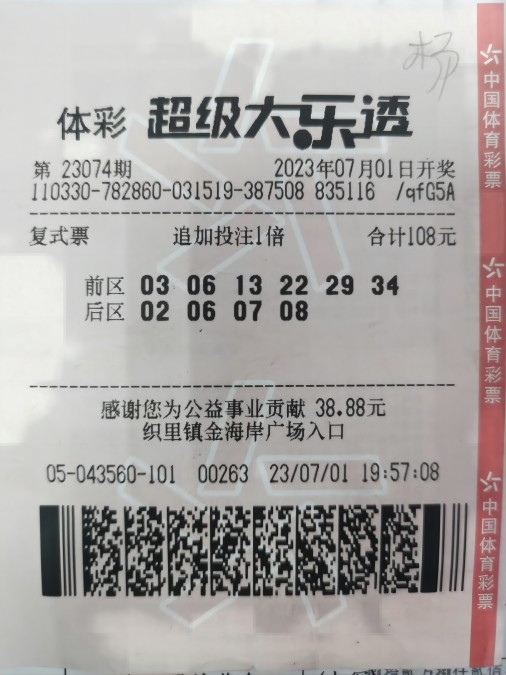 杨
体彩 超级大乐透
第 23074期 2023年07月01日开奖
110330-782860-031519-387508 835116 /qfG5A
复式票 追加投注1倍 合计108元
前区 03 06 13 22 29 34
后区 02 06 07 08
感谢您为公益事业贡献 38.88元
织里镇金海岸广场入口
05-043560-101 00263 23/07/01 19:57:08
中国体育彩票
中国体育彩票
中国体育彩票